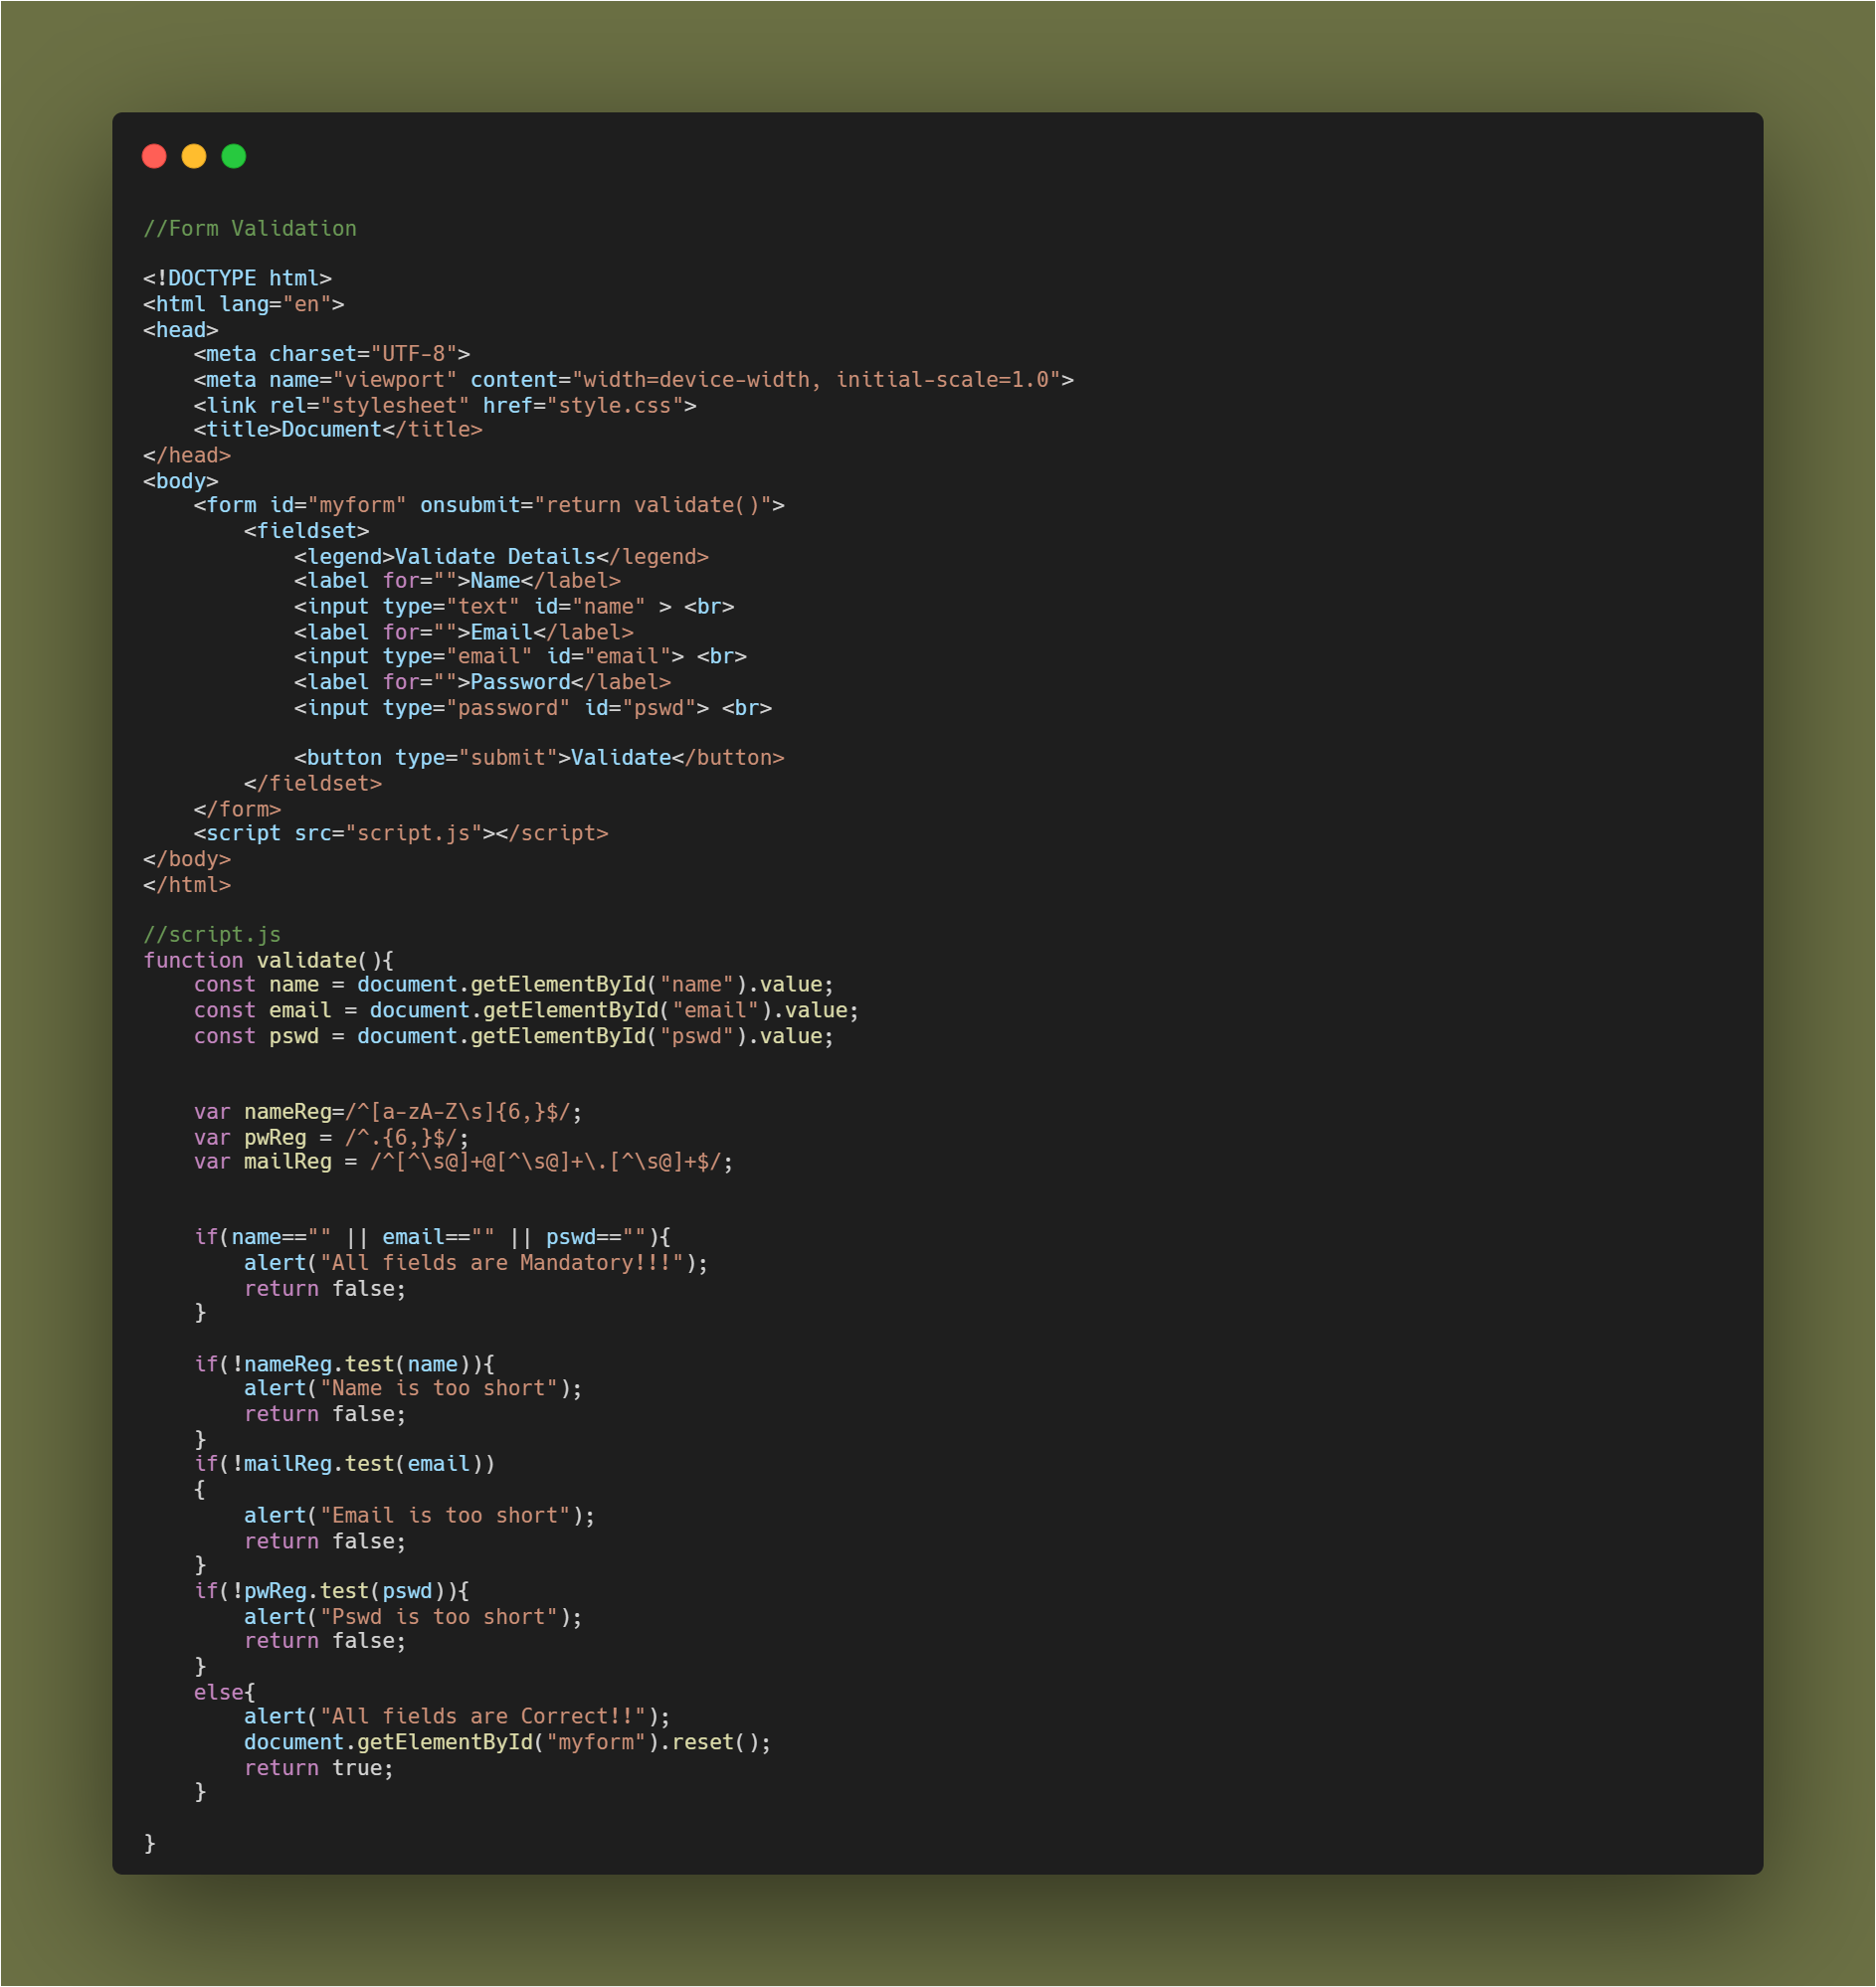 //Form Validation

<!DOCTYPE html>
<html lang="en">
<head>
    <meta charset="UTF-8">
    <meta name="viewport" content="width=device-width, initial-scale=1.0">
    <link rel="stylesheet" href="style.css">
    <title>Document</title>
</head>
<body>
    <form id="myform" onsubmit="return validate()">
        <fieldset>
            <legend>Validate Details</legend>
            <label for="">Name</label>
            <input type="text" id="name" > <br>
            <label for="">Email</label>
            <input type="email" id="email"> <br>
            <label for="">Password</label>
            <input type="password" id="pswd"> <br>

            <button type="submit">Validate</button>
        </fieldset>
    </form>
    <script src="script.js"></script>
</body>
</html>

//script.js
function validate(){
    const name = document.getElementById("name").value;
    const email = document.getElementById("email").value;
    const pswd = document.getElementById("pswd").value;


    var nameReg=/^[a-zA-Z\s]{6,}$/;
    var pwReg = /^.{6,}$/;
    var mailReg = /^[^\s@]+@[^\s@]+\.[^\s@]+$/;


    if(name=="" || email=="" || pswd==""){
        alert("All fields are Mandatory!!!");
        return false;
    }

    if(!nameReg.test(name)){
        alert("Name is too short");
        return false;
    }
    if(!mailReg.test(email))
    {
        alert("Email is too short");
        return false;
    }
    if(!pwReg.test(pswd)){
        alert("Pswd is too short");
        return false;
    }
    else{
        alert("All fields are Correct!!");
        document.getElementById("myform").reset();
        return true;
    }

}